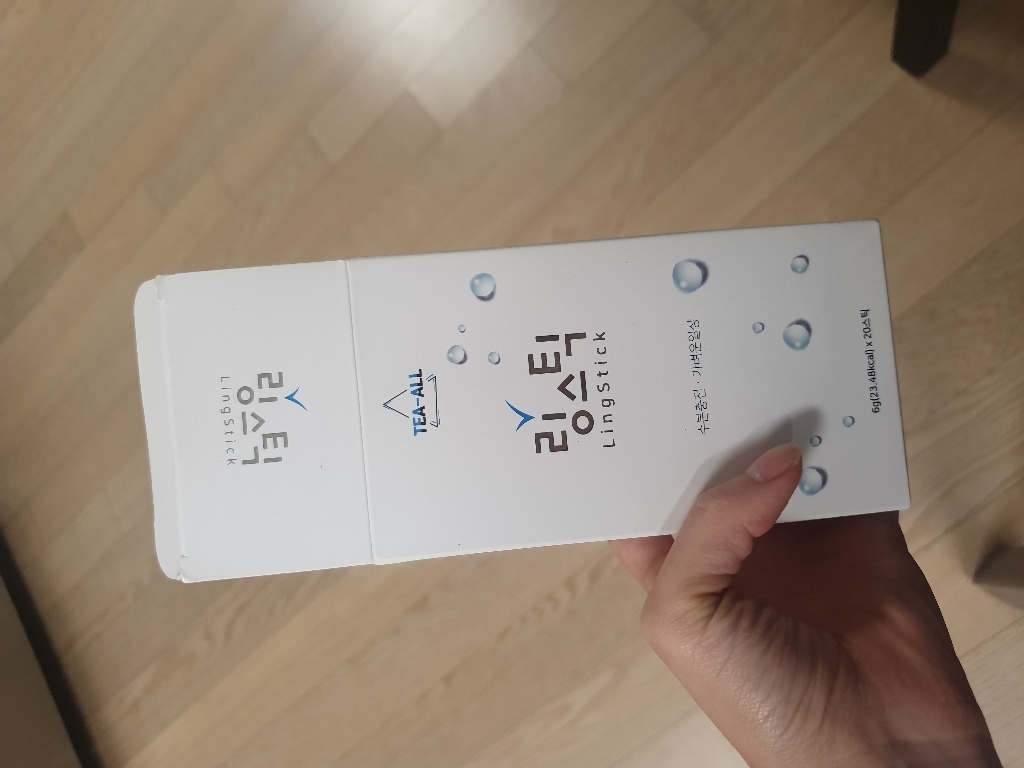 링스틱
LingStick
TEA-ALL
링스틱
LingStick
수분충전 · 가벼운일상
6g(23.48kcal) x 20스틱